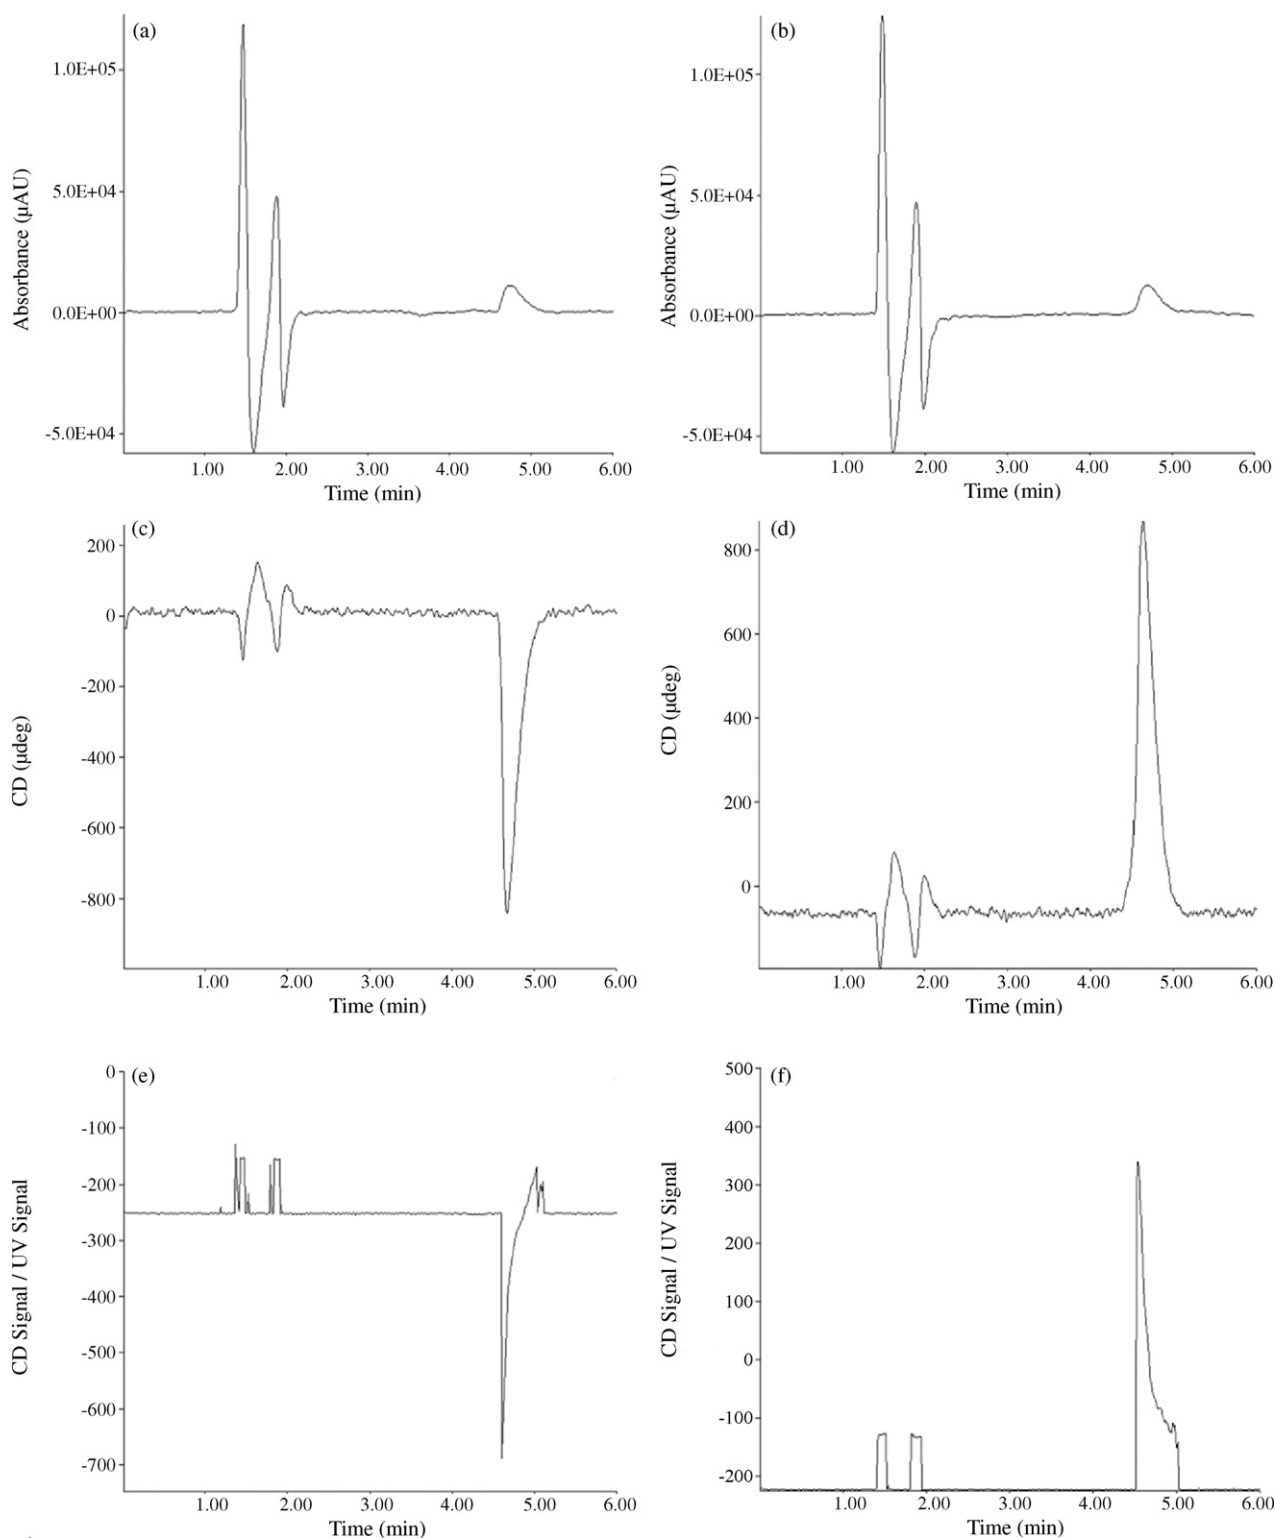 (a)
1.0E+05
5.0E+04
0.0E+00
-5.0E+04
Absorbance (μAU)
1.00 2.00 3.00 4.00 5.00 6.00
Time (min)
(b)
1.0E+05
5.0E+04
0.0E+00
-5.0E+04
Absorbance (μAU)
1.00 2.00 3.00 4.00 5.00 6.00
Time (min)
(c)
200
0
-200
-400
-600
-800
CD (μdeg)
1.00 2.00 3.00 4.00 5.00 6.00
Time (min)
(d)
800
600
400
200
0
CD (μdeg)
1.00 2.00 3.00 4.00 5.00 6.00
Time (min)
(e)
0
-100
-200
-300
-400
-500
-600
-700
CD Signal / UV Signal
1.00 2.00 3.00 4.00 5.00 6.00
Time (min)
(f)
500
400
300
200
100
0
-100
-200
CD Signal / UV Signal
1.00 2.00 3.00 4.00 5.00 6.00
Time (min)